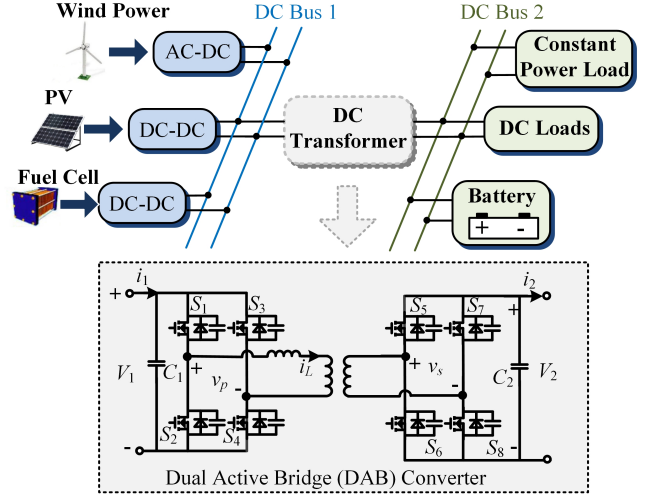 Wind Power
DC Bus 1
DC Bus 2
AC-DC
Constant
Power Load
PV
DC-DC
DC
Transformer
DC Loads
Fuel Cell
DC-DC
Battery
+ -
+ i1
i2
S1 S3
S5 S7
+
V1 C1
+ vp -
iL
+ vs -
C2 V2
S2 S4
S6 S8
-
-
Dual Active Bridge (DAB) Converter